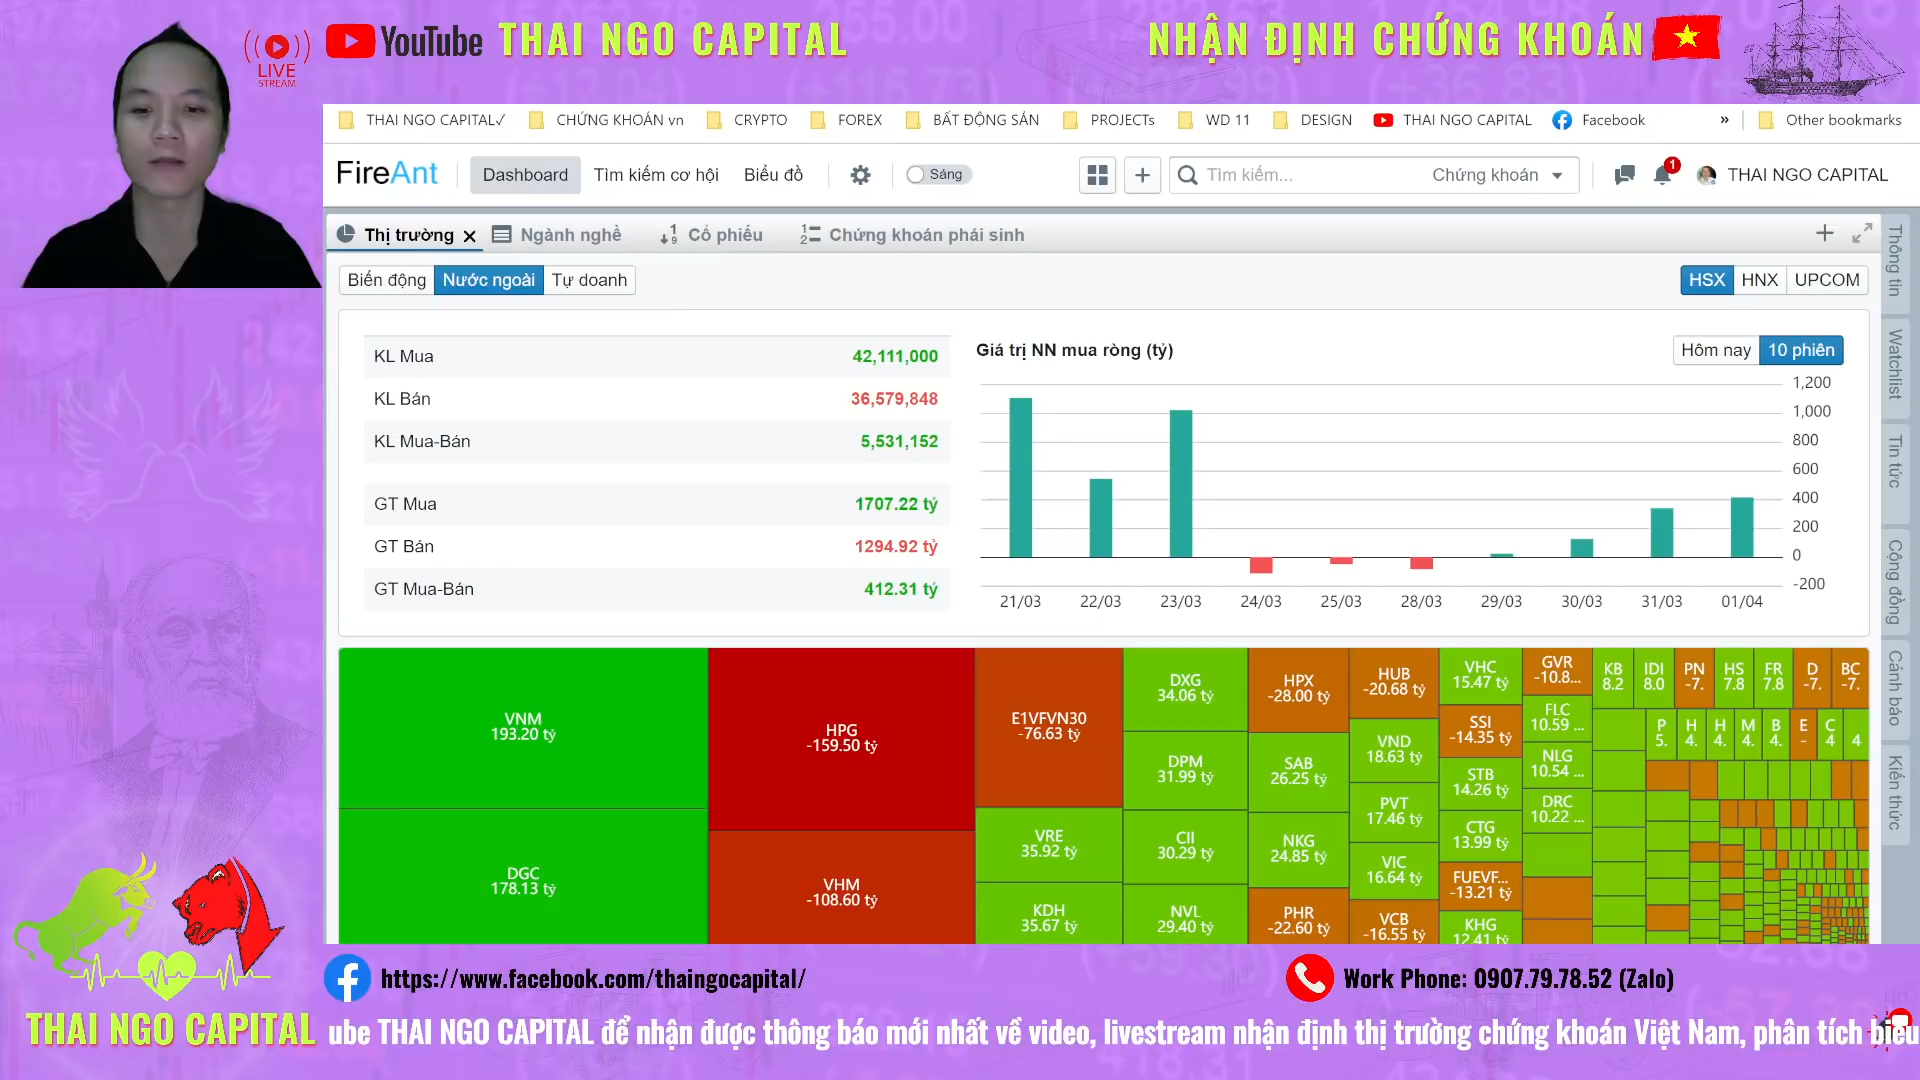 LIVE
STREAM
YouTube THAI NGO CAPITAL
NHẬN ĐỊNH CHỨNG KHOÁN
THAI NGO CAPITAL✓
CHỨNG KHOÁN vn
CRYPTO
FOREX
BẤT ĐỘNG SẢN
PROJECTs
WD 11
DESIGN
THAI NGO CAPITAL
Facebook
»
Other bookmarks
FireAnt
Dashboard
Tìm kiếm cơ hội
Biểu đồ
Sáng
Tìm kiếm...
Chứng khoán
1
THAI NGO CAPITAL
Thị trường
Ngành nghề
Cổ phiếu
Chứng khoán phái sinh
Biến động
Nước ngoài
Tự doanh
HSX
HNX
UPCOM
KL Mua 42,111,000
KL Bán 36,579,848
KL Mua-Bán 5,531,152
GT Mua 1707.22 tỷ
GT Bán 1294.92 tỷ
GT Mua-Bán 412.31 tỷ
Giá trị NN mua ròng (tỷ)
Hôm nay
10 phiên
1,200
1,000
800
600
400
200
0
-200
21/03 22/03 23/03 24/03 25/03 28/03 29/03 30/03 31/03 01/04
Thông tin
Watchlist
Tin tức
Cộng đồng
Cảnh báo
Kiến thức
VNM
193.20 tỷ
DGC
178.13 tỷ
HPG
-159.50 tỷ
VHM
-108.60 tỷ
E1VFVN30
-76.63 tỷ
VRE
35.92 tỷ
KDH
35.67 tỷ
DXG
34.06 tỷ
DPM
31.99 tỷ
CII
30.29 tỷ
NVL
29.40 tỷ
HPX
-28.00 tỷ
SAB
26.25 tỷ
NKG
24.85 tỷ
PHR
-22.60 tỷ
HUB
-20.68 tỷ
VND
18.63 tỷ
PVT
17.46 tỷ
VIC
16.64 tỷ
VCB
-16.55 tỷ
VHC
15.47 tỷ
SSI
-14.35 tỷ
STB
14.26 tỷ
CTG
13.99 tỷ
FUEVF...
-13.21 tỷ
KHG
12.41 tỷ
GVR
-10.8...
FLC
10.59 ...
NLG
10.54 ...
DRC
10.22 ...
KB
8.2
IDI
8.0
PN
-7.
HS
7.8
FR
7.8
D
-7.
BC
-7.
P
5.
H
4.
H
4.
M
4.
B
4.
E
-
C
4
4
https://www.facebook.com/thaingocapital/
Work Phone: 0907.79.78.52 (Zalo)
THAI NGO CAPITAL
ube THAI NGO CAPITAL để nhận được thông báo mới nhất về video, livestream nhận định thị trường chứng khoán Việt Nam, phân tích biểu